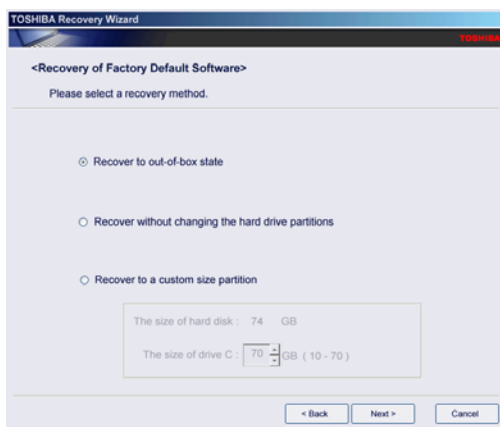 TOSHIBA Recovery Wizard
TOSHIBA
<Recovery of Factory Default Software>
Please select a recovery method.
Recover to out-of-box state
Recover without changing the hard drive partitions
Recover to a custom size partition
The size of hard disk : 74 GB
The size of drive C : 70 GB ( 10 - 70 )
< Back Next > Cancel